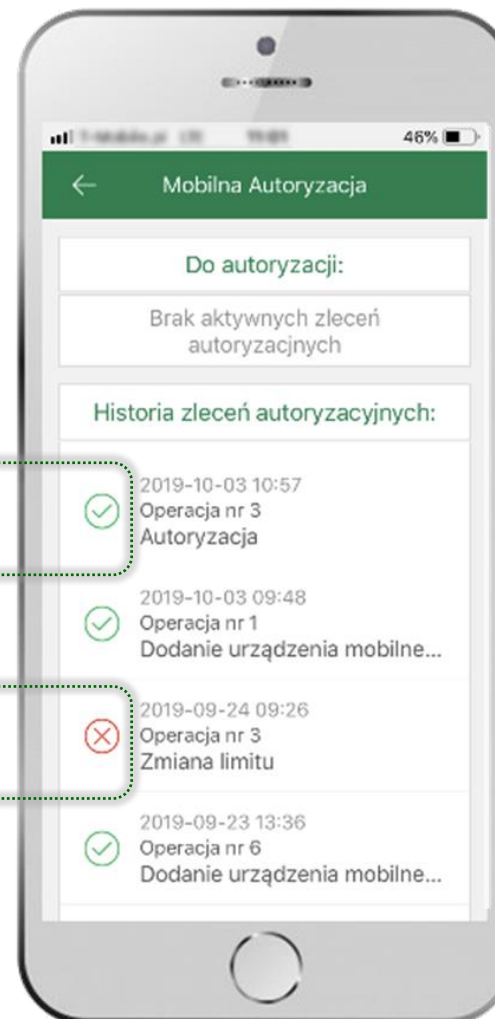 46%
Mobilna Autoryzacja
Do autoryzacji:
Brak aktywnych zleceń
autoryzacjnych
Historia zleceń autoryzacyjnych:
2019-10-03 10:57
Operacja nr 3
Autoryzacja
2019-10-03 09:48
Operacja nr 1
Dodanie urządzenia mobilne...
2019-09-24 09:26
Operacja nr 3
Zmiana limitu
2019-09-23 13:36
Operacja nr 6
Dodanie urządzenia mobilne...